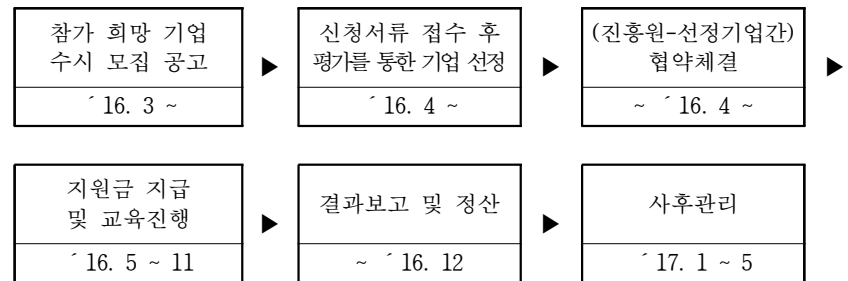 참가 희망 기업
수시 모집 공고
´16. 3 ~
▶
신청서류 접수 후
평가를 통한 기업 선정
´16. 4 ~
▶
(진흥원-선정기업간)
협약체결
~ ´16. 4 ~
▶
지원금 지급
및 교육진행
´16. 5 ~ 11
▶
결과보고 및 정산
~ ´16. 12
▶
사후관리
´17. 1 ~ 5